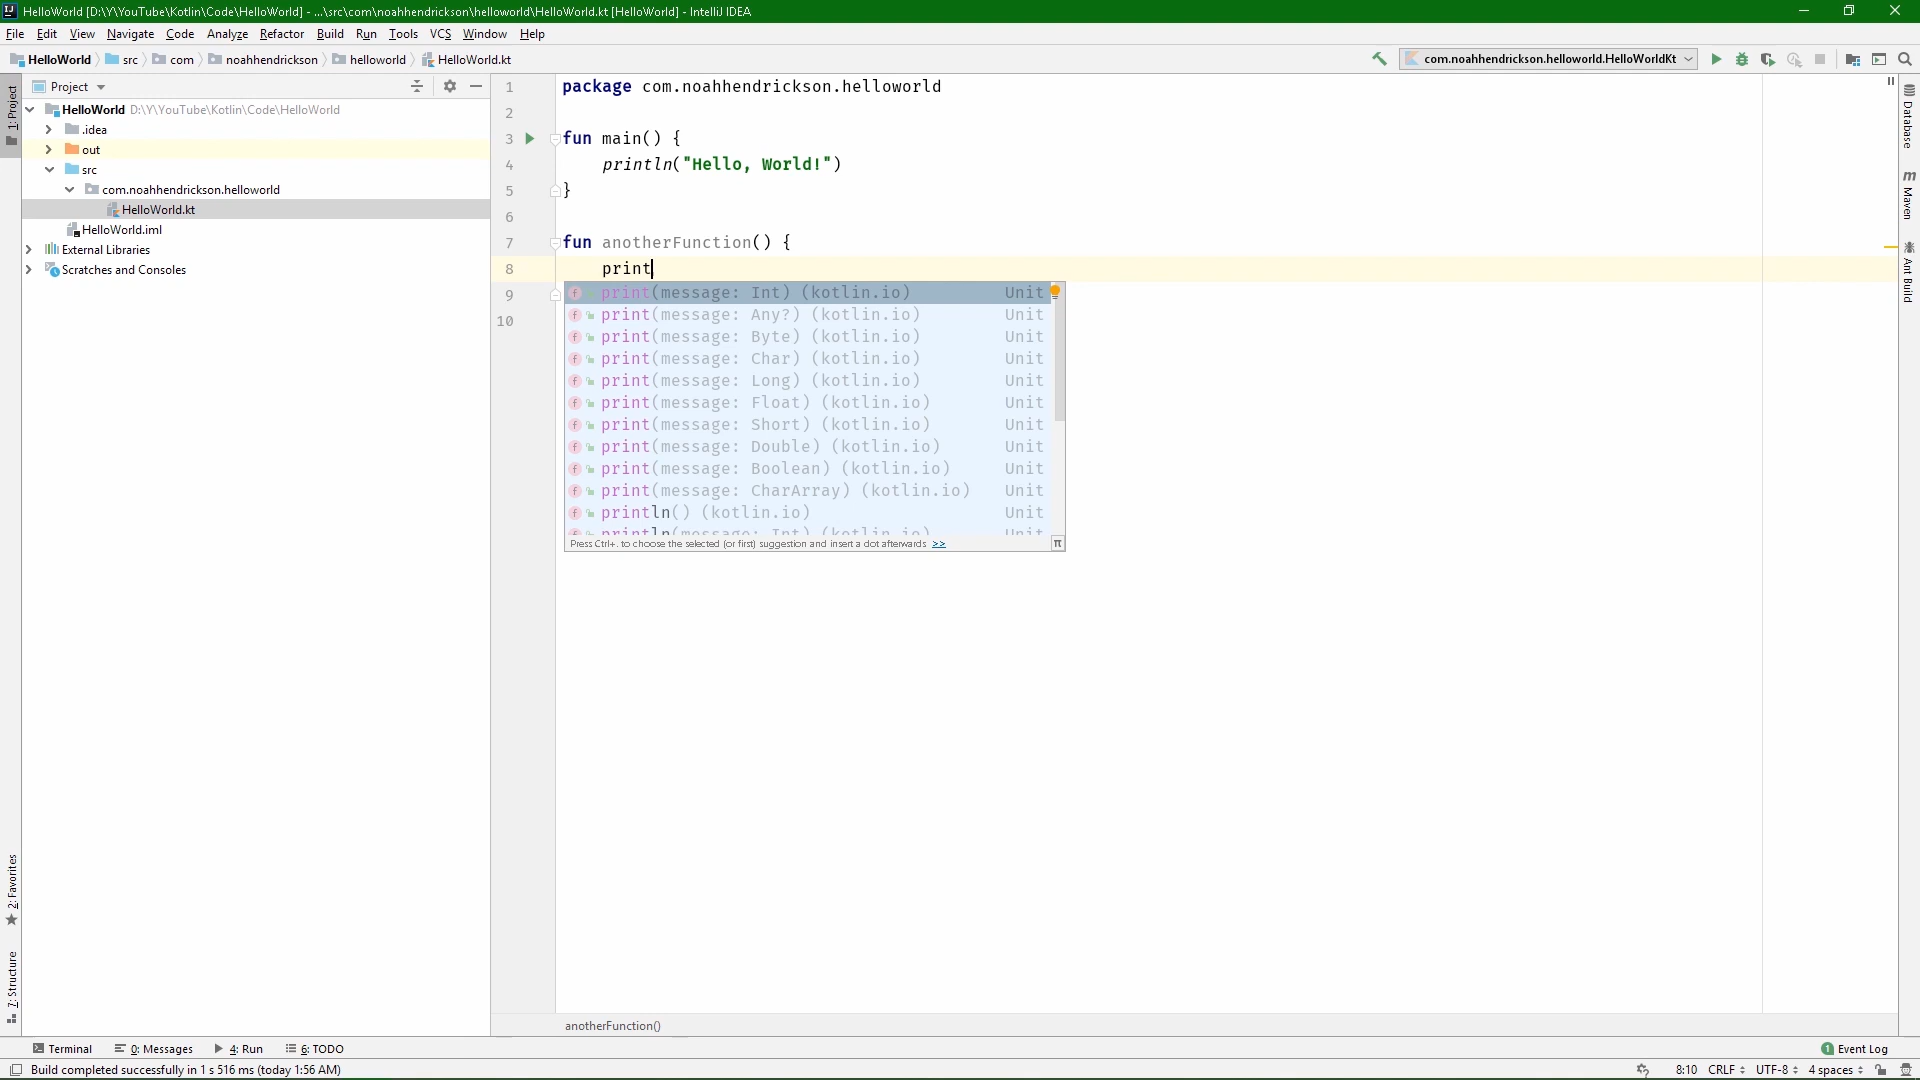 HelloWorld [D:\Y\YouTube\Kotlin\Code\HelloWorld] - ...\src\com\noahhendrickson\helloworld\HelloWorld.kt [HelloWorld] - IntelliJ IDEA
File Edit View Navigate Code Analyze Refactor Build Run Tools VCS Window Help
HelloWorld src com noahhendrickson helloworld HelloWorld.kt com.noahhendrickson.helloworld.HelloWorldKt
Project
HelloWorld D:\Y\YouTube\Kotlin\Code\HelloWorld
.idea
out
src
com.noahhendrickson.helloworld
HelloWorld.kt
HelloWorld.iml
External Libraries
Scratches and Consoles
1: Project
2: Favorites
7: Structure
1 package com.noahhendrickson.helloworld
2
3 fun main() {
4 println("Hello, World!")
5 }
6
7 fun anotherFunction() {
8 print
9
10
print(message: Int) (kotlin.io) Unit
print(message: Any?) (kotlin.io) Unit
print(message: Byte) (kotlin.io) Unit
print(message: Char) (kotlin.io) Unit
print(message: Long) (kotlin.io) Unit
print(message: Float) (kotlin.io) Unit
print(message: Short) (kotlin.io) Unit
print(message: Double) (kotlin.io) Unit
print(message: Boolean) (kotlin.io) Unit
print(message: CharArray) (kotlin.io) Unit
println() (kotlin.io) Unit
println(message: Int) (kotlin.io) Unit
Press Ctrl+. to choose the selected (or first) suggestion and insert a dot afterwards >> π
Database
m Maven
Ant Build
anotherFunction()
Terminal 0: Messages 4: Run 6: TODO 1 Event Log
Build completed successfully in 1 s 516 ms (today 1:56 AM) 8:10 CRLF UTF-8 4 spaces